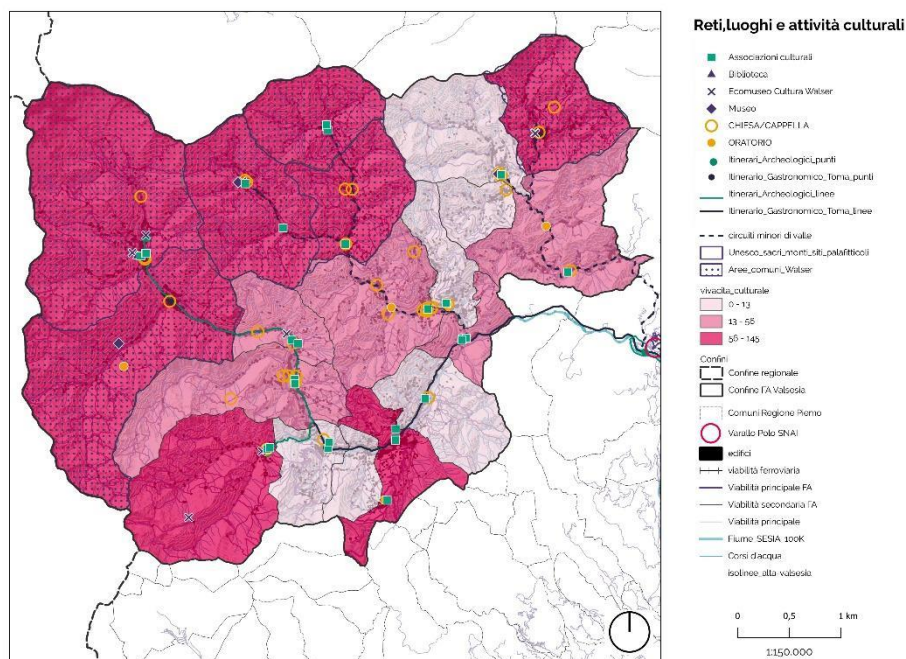 Reti,luoghi e attività culturali
Associazioni culturali
Biblioteca
Ecomuseo Cultura Walser
Museo
CHIESA/CAPPELLA
ORATORIO
Itinerari_Archeologici_punti
Itinerario_Gastronomico_Toma_punti
Itinerari_Archeologici_linee
Itinerario_Gastronomico_Toma_linee
circuiti minori di valle
Unesco_sacri_monti_siti_palafitticoli
Aree_comuni_Walser
vivacita_culturale
0 - 13
13 - 56
56 - 145
Confini
Confine regionale
Confine FA Valsesia
Comuni Regione Piemo
Varallo Polo SNAI
edifici
viabilità ferroviaria
Viabilità principale FA
Viabilità secondaria FA
Viabilità principale
Fiume_SESIA_100K
Corsi d'acqua
isolinee_alta_valsesia
0 0,5 1 km
1:150.000